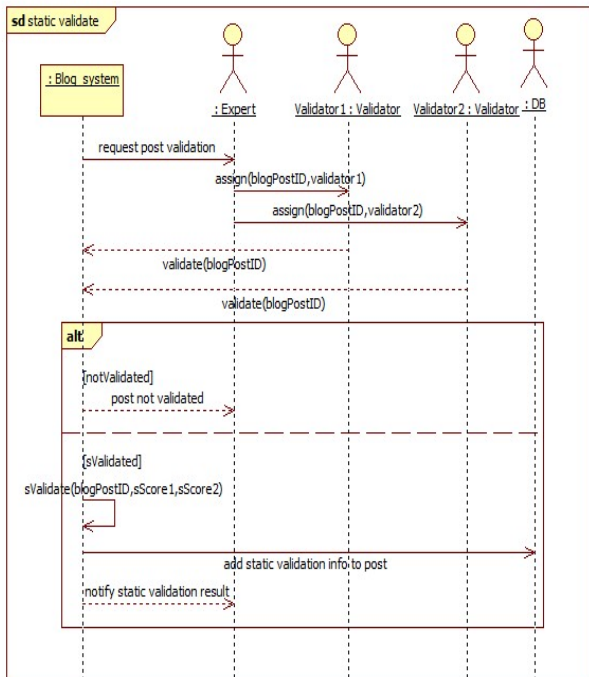 sd static validate
: Blog_system
: Expert
Validator1 : Validator
Validator2 : Validator
: DB
request post validation
assign(blogPostID,validator1)
assign(blogPostID,validator2)
validate(blogPostID)
validate(blogPostID)
alt
[notValidated]
post not validated
[sValidated]
sValidate(blogPostID,sScore1,sScore2)
add static validation info to post
notify static validation result